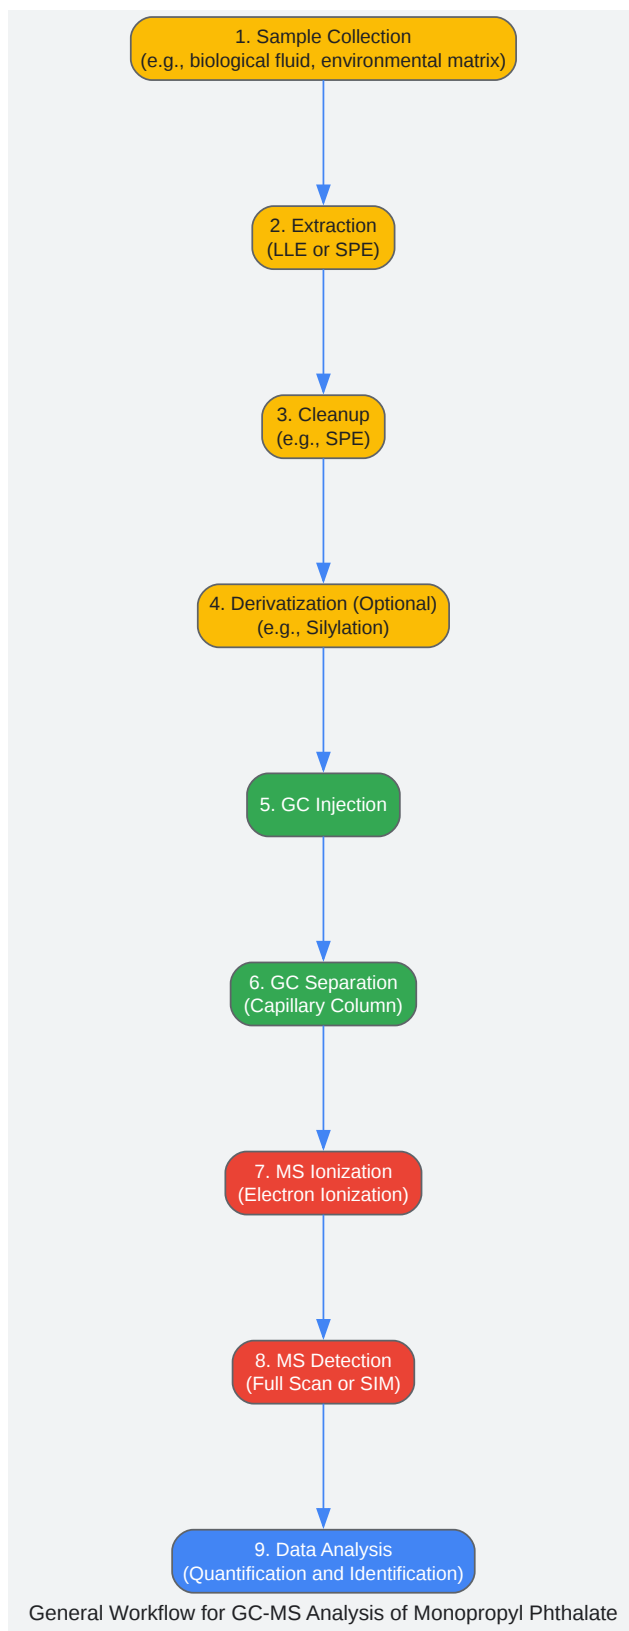 1. Sample Collection
(e.g., biological fluid, environmental matrix)
2. Extraction
(LLE or SPE)
3. Cleanup
(e.g., SPE)
4. Derivatization (Optional)
(e.g., Silylation)
5. GC Injection
6. GC Separation
(Capillary Column)
7. MS Ionization
(Electron Ionization)
8. MS Detection
(Full Scan or SIM)
9. Data Analysis
(Quantification and Identification)
General Workflow for GC-MS Analysis of Monopropyl Phthalate